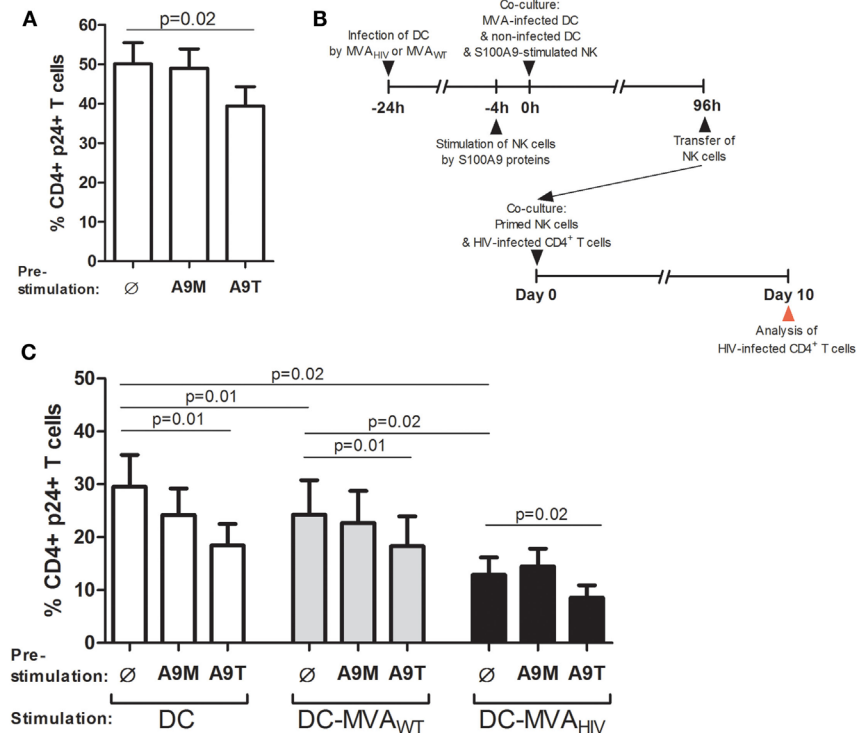 A
p=0.02
% CD4+ p24+ T cells
60
50
40
30
20
10
0
Pre-
stimulation:
∅ A9M A9T
B
Infection of DC
by MVAHIV or MVAWT
Co-culture:
MVA-infected DC
& non-infected DC
& S100A9-stimulated NK
-24h -4h 0h 96h
Stimulation of NK cells
by S100A9 proteins
Transfer of
NK cells
Co-culture:
Primed NK cells
& HIV-infected CD4+ T cells
Day 0 Day 10
Analysis of
HIV-infected CD4+ T cells
C
% CD4+ p24+ T cells
50
40
30
20
10
0
p=0.02
p=0.01
p=0.01
p=0.02
p=0.01
p=0.02
Pre-
stimulation:
∅ A9M A9T ∅ A9M A9T ∅ A9M A9T
Stimulation: DC DC-MVAWT DC-MVAHIV